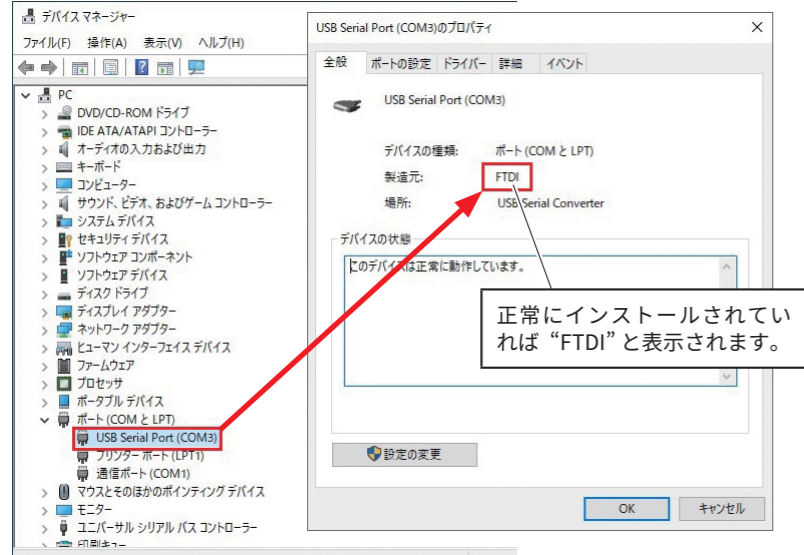 デバイス マネージャー
ファイル(F) 操作(A) 表示(V) ヘルプ(H)
PC
DVD/CD-ROM ドライブ
IDE ATA/ATAPI コントローラー
オーディオの入力および出力
キーボード
コンピューター
サウンド、ビデオ、およびゲーム コントローラー
システム デバイス
セキュリティ デバイス
ソフトウェア コンポーネント
ソフトウェア デバイス
ディスク ドライブ
ディスプレイ アダプター
ネットワーク アダプター
ヒューマン インターフェイス デバイス
ファームウェア
プロセッサ
ポータブル デバイス
ポート (COM と LPT)
USB Serial Port (COM3)
プリンター ポート (LPT1)
通信ポート (COM1)
マウスとそのほかのポインティング デバイス
モニター
ユニバーサル シリアル バス コントローラー
印刷キュー
USB Serial Port (COM3)のプロパティ
全般 ポートの設定 ドライバー 詳細 イベント
USB Serial Port (COM3)
デバイスの種類: ポート (COM と LPT)
製造元: FTDI
場所: USB Serial Converter
デバイスの状態
このデバイスは正常に動作しています。
正常にインストールされてい
れば “FTDI” と表示されます。
設定の変更
OK キャンセル